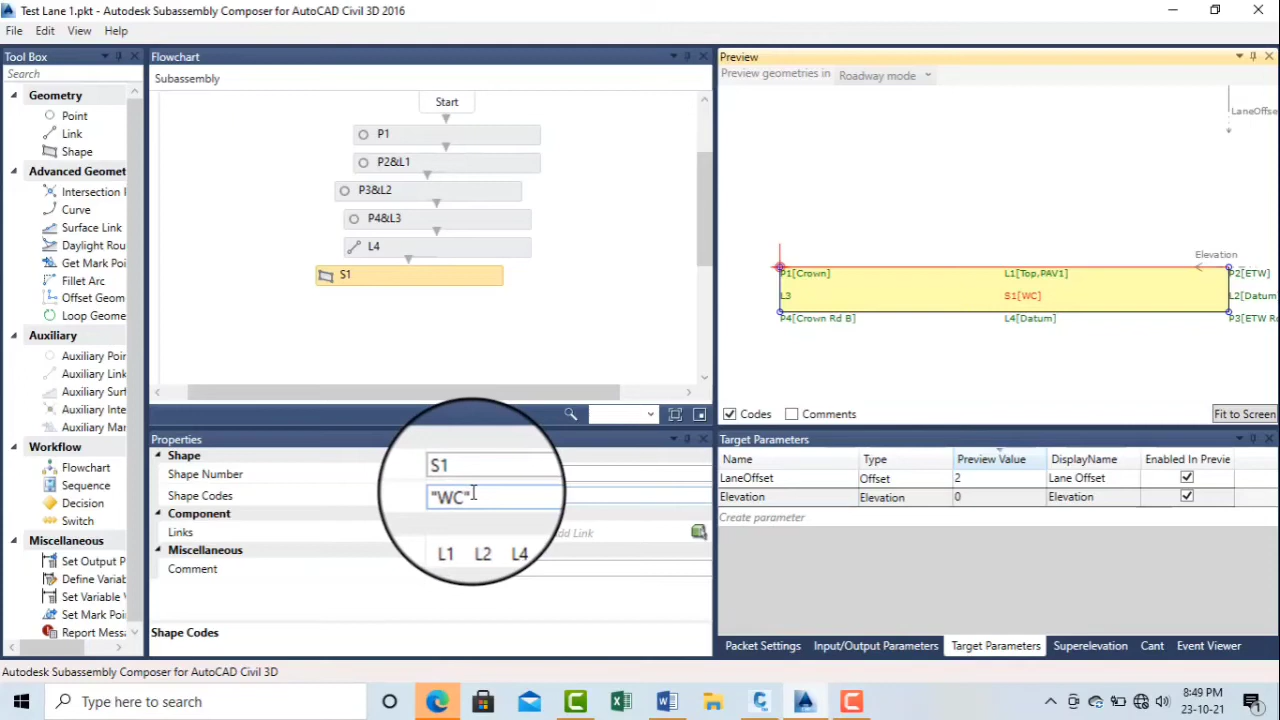 Test Lane 1.pkt - Autodesk Subassembly Composer for AutoCAD Civil 3D 2016
File Edit View Help
Tool Box
Search
Geometry
Point
Link
Shape
Advanced Geomet
Intersection
Curve
Surface Link
Daylight Rou
Get Mark Poi
Fillet Arc
Offset Geom
Loop Geome
Auxiliary
Auxiliary Poir
Auxiliary Link
Auxiliary Surf
Auxiliary Inte
Auxiliary Mar
Workflow
Flowchart
Sequence
Decision
Switch
Miscellaneous
Set Output P
Define Variab
Set Variable V
Set Mark Poi
Report Messa
Flowchart
Subassembly
Start
P1
P2&L1
P3&L2
P4&L3
L4
S1
Properties
Shape
S1
Shape Number
Shape Codes
"WC"
Component
Links
dd Link
Miscellaneous
L1 L2 L4
Comment
Shape Codes
Preview
Preview geometries in Roadway mode
LaneOffse
Elevation
P1[Crown] L1[Top,PAV1] P2[ETW]
L3 S1[WC] L2[Datum
P4[Crown Rd B] L4[Datum] P3[ETW Ro
Codes Comments Fit to Screen
Target Parameters
Name Type Preview Value DisplayName Enabled In Previe
LaneOffset Offset 2 Lane Offset
Elevation Elevation 0 Elevation
Create parameter
Packet Settings Input/Output Parameters Target Parameters Superelevation Cant Event Viewer
Autodesk Subassembly Composer for AutoCAD Civil 3D
Type here to search
8:49 PM
23-10-21
1